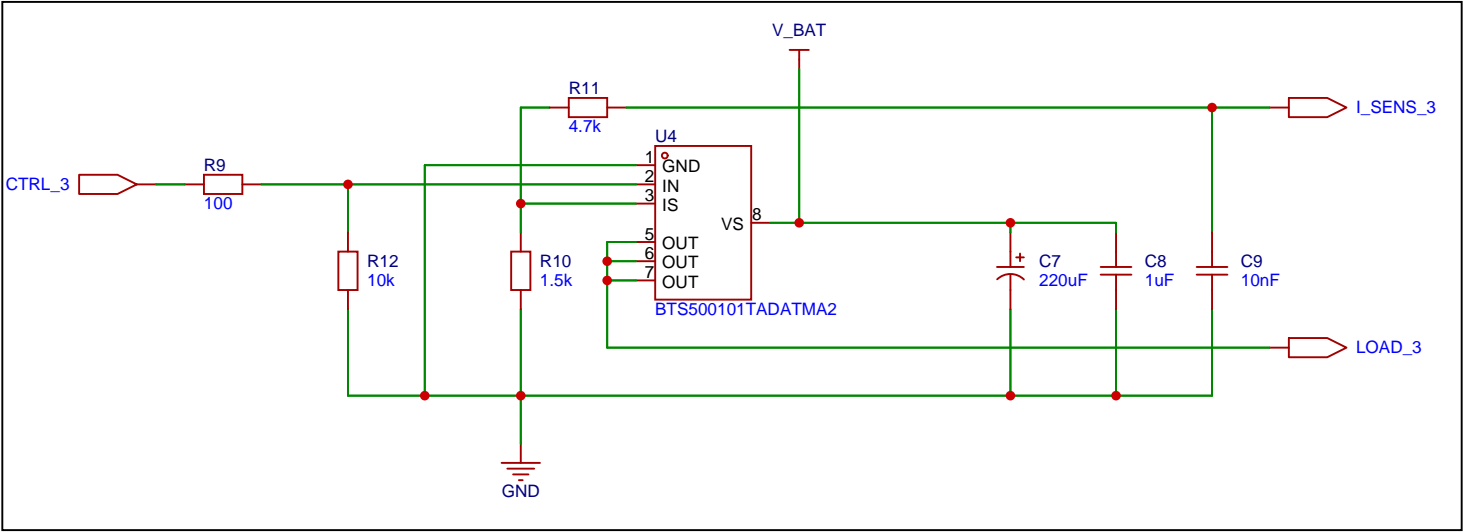 V_BAT
R11
4.7k
I_SENS_3
U4
CTRL_3
R9
100
1
GND
2
IN
3
IS
VS
8
5
OUT
6
OUT
7
OUT
R12
10k
R10
1.5k
+
C7
220uF
C8
1uF
C9
10nF
BTS500101TADATMA2
LOAD_3
GND